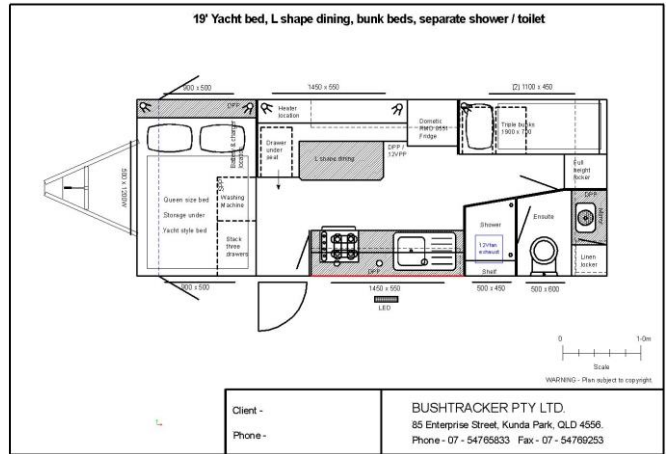 19' Yacht bed, L shape dining, bunk beds, separate shower / toilet
900 x 500
1450 x 550
(2) 1100 x 450
DPP
Heater
location
Dometic
Fridge
Triple bunks
1900 x 700
Battery & charger
location
Drawer
under
seat
L shape dining
DPP /
12VPP
Full
height
locker
Queen size bed
Storage under
Yacht style bed
Washing
Machine
Stack
three
drawers
Shower
12V fan
exhaust
Shelf
Ensuite
DPP
Linen
locker
DPP
900 x 500
1450 x 550
500 x 450
500 x 600
LED
0
1·0m
Scale
WARNING - Plan subject to copyright.
Client -
Phone -
BUSHTRACKER PTY LTD.
85 Enterprise Street, Kunda Park, QLD 4556.
Phone - 07 - 54765833 Fax - 07 - 54769253